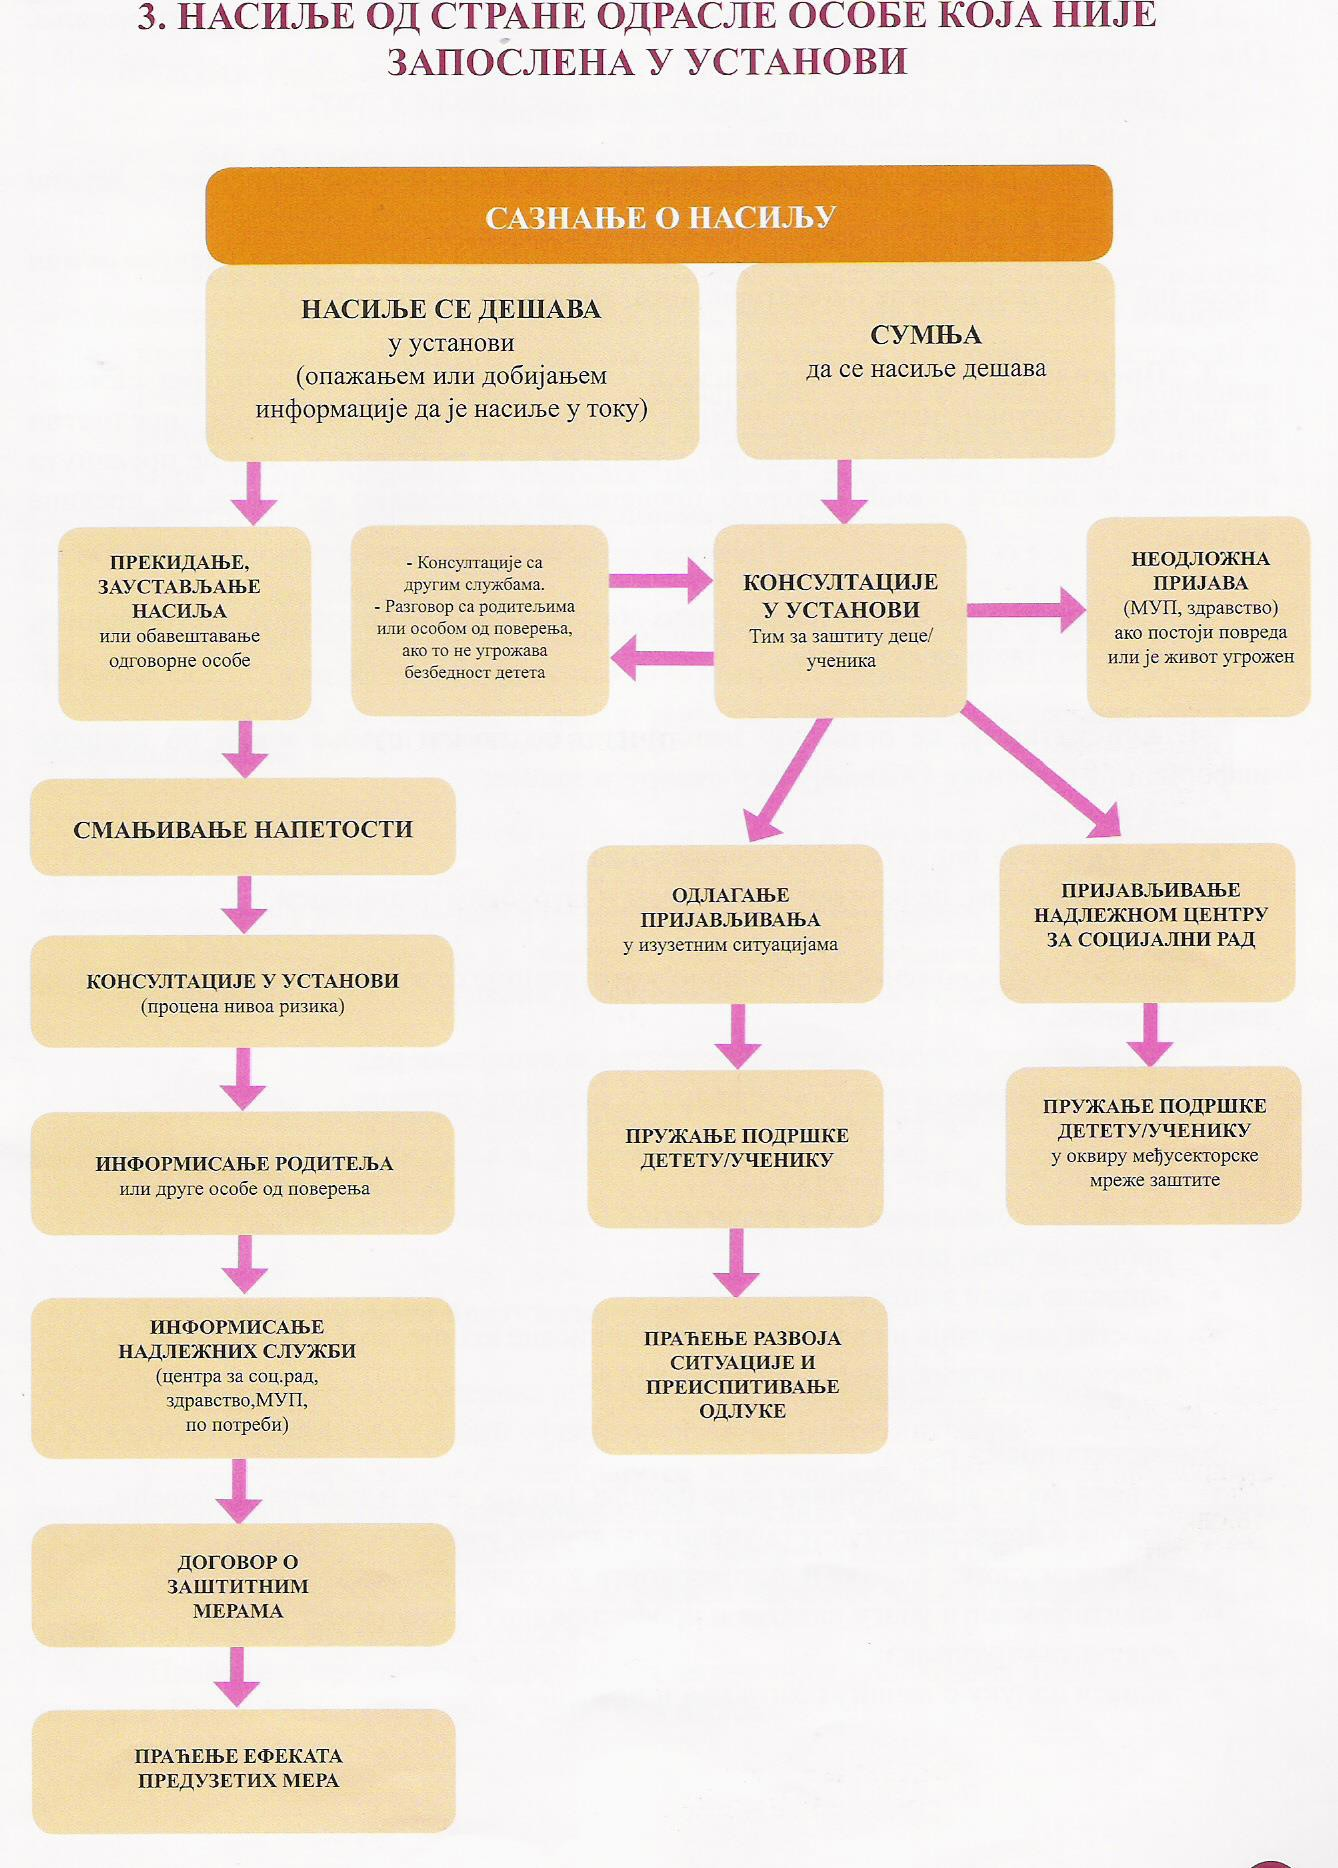 3. НАСИЉЕ ОД СТРАНЕ ОДРАСЛЕ ОСОБЕ КОЈА НИЈЕ
ЗАПОСЛЕНА У УСТАНОВИ
САЗНАЊЕ О НАСИЉУ
НАСИЉЕ СЕ ДЕШАВА
у установи
(опажањем или добијањем
информације да је насиље у току)
СУМЊА
да се насиље дешава
ПРЕКИДАЊЕ,
ЗАУСТАВЉАЊЕ
НАСИЉА
или обавештавање
одговорне особе
- Консултације са
другим службама.
- Разговор са родитељима
или особом од поверења,
ако то не угрожава
безбедност детета
КОНСУЛТАЦИЈЕ
У УСТАНОВИ
Тим за заштиту деце/
ученика
НЕОДЛОЖНА
ПРИЈАВА
(МУП, здравство)
ако постоји повреда
или је живот угрожен
СМАЊИВАЊЕ НАПЕТОСТИ
КОНСУЛТАЦИЈЕ У УСТАНОВИ
(процена нивоа ризика)
ИНФОРМИСАЊЕ РОДИТЕЉА
или друге особе од поверења
ИНФОРМИСАЊЕ
НАДЛЕЖНИХ СЛУЖБИ
(центра за соц.рад,
здравство,МУП,
по потреби)
ДОГОВОР О
ЗАШТИТНИМ
МЕРАМА
ПРАЋЕЊЕ ЕФЕКАТА
ПРЕДУЗЕТИХ МЕРА
ОДЛАГАЊЕ
ПРИЈАВЉИВАЊА
у изузетним ситуацијама
ПРУЖАЊЕ ПОДРШКЕ
ДЕТЕТУ/УЧЕНИКУ
ПРАЋЕЊЕ РАЗВОЈА
СИТУАЦИЈЕ И
ПРЕИСПИТИВАЊЕ
ОДЛУКЕ
ПРИЈАВЉИВАЊЕ
НАДЛЕЖНОМ ЦЕНТРУ
ЗА СОЦИЈАЛНИ РАД
ПРУЖАЊЕ ПОДРШКЕ
ДЕТЕТУ/УЧЕНИКУ
у оквиру међусекторске
мреже заштите